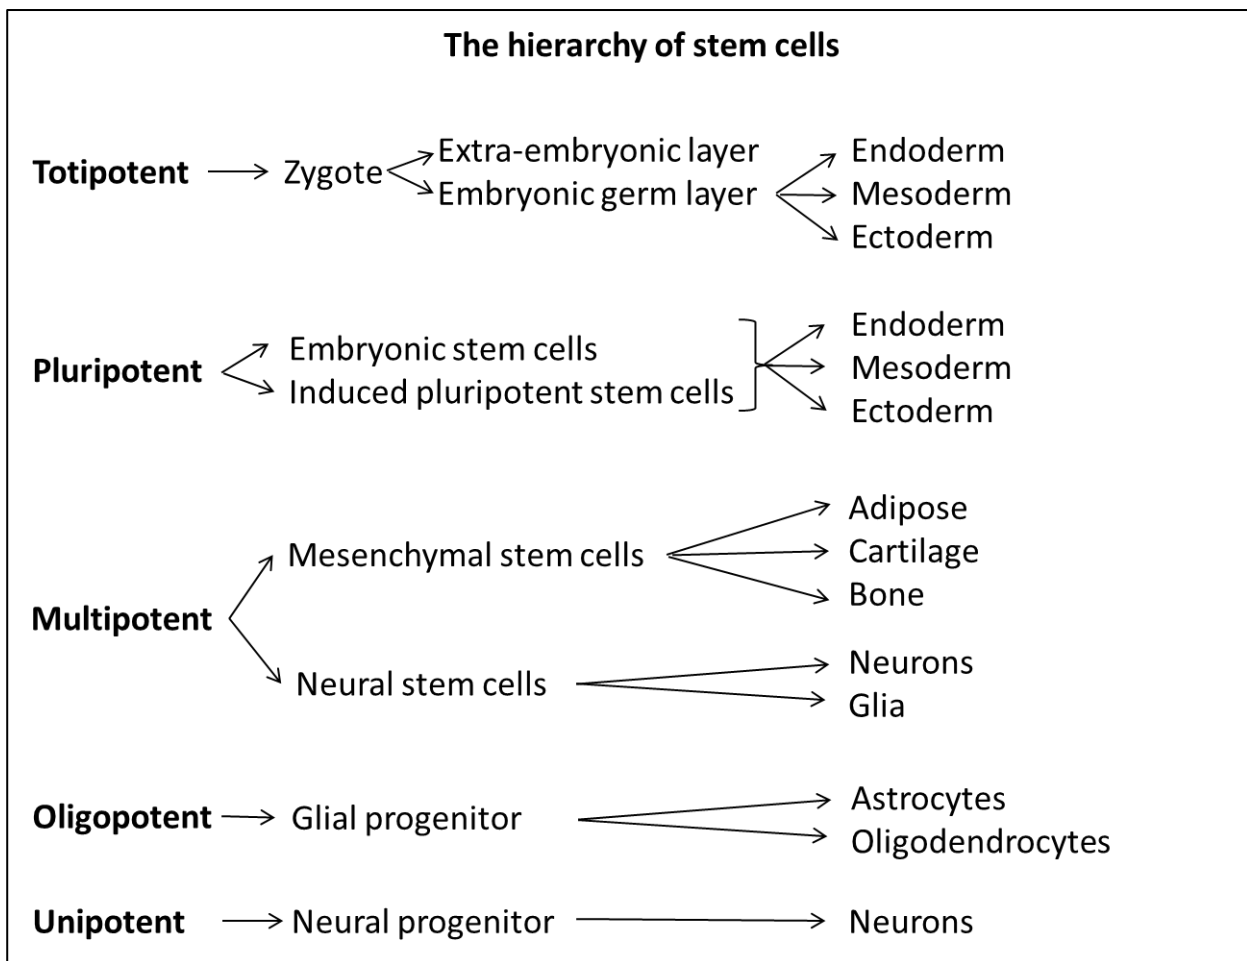 The hierarchy of stem cells
Totipotent
Zygote
Extra-embryonic layer
Embryonic germ layer
Endoderm
Mesoderm
Ectoderm
Pluripotent
Embryonic stem cells
Induced pluripotent stem cells
Endoderm
Mesoderm
Ectoderm
Multipotent
Mesenchymal stem cells
Adipose
Cartilage
Bone
Neural stem cells
Neurons
Glia
Oligopotent
Glial progenitor
Astrocytes
Oligodendrocytes
Unipotent
Neural progenitor
Neurons